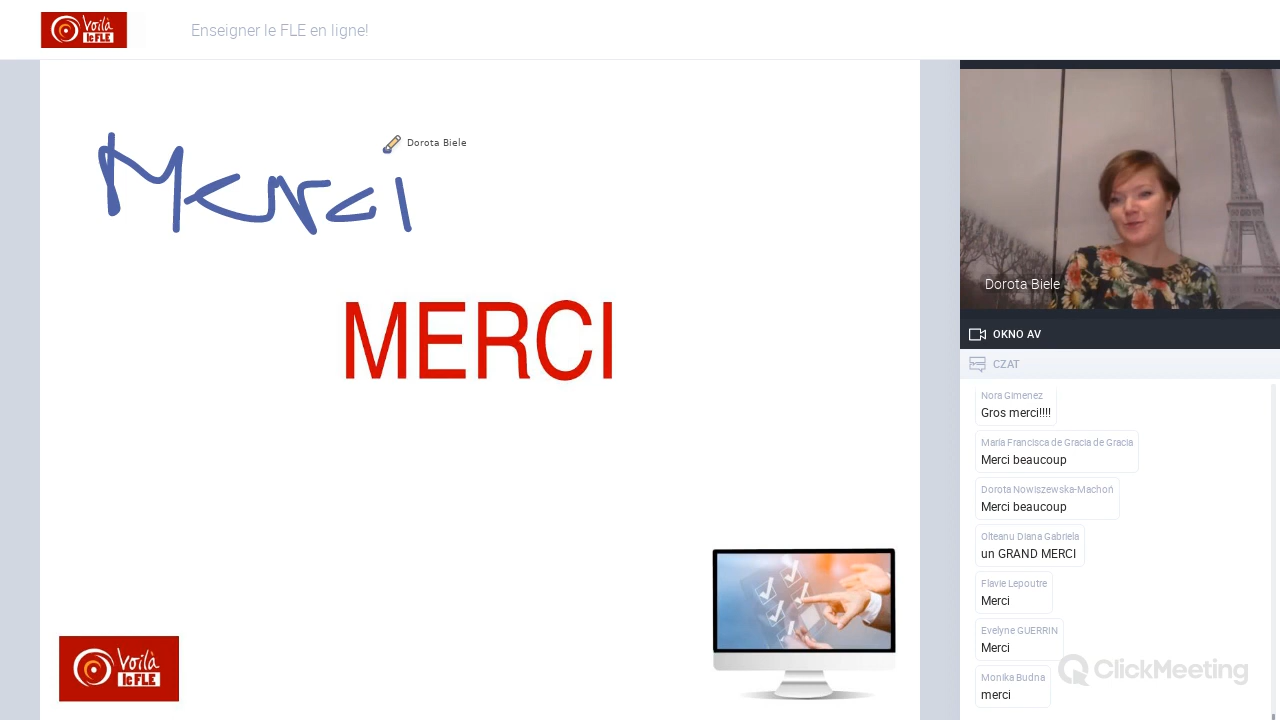 Voilà
le FLE
Enseigner le FLE en ligne!
Merci
Dorota Biele
MERCI
Voilà
le FLE
Dorota Biele
OKNO AV
CZAT
Nora Gimenez
Gros merci!!!!
Maria Francisca de Gracia de Gracia
Merci beaucoup
Dorota Nowiszewska-Machoń
Merci beaucoup
Olteanu Diana Gabriela
un GRAND MERCI
Flavie Lepoutre
Merci
Evelyne GUERRIN
Merci
Monika Budna
merci
ClickMeeting